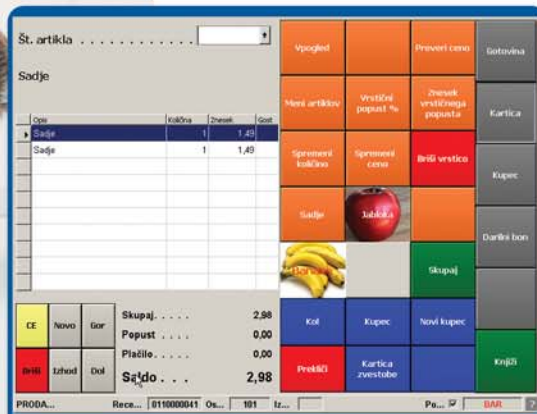 Št. artikla . . . . . . . . . . . . .
Sadje
Opis Količina Znesek Gost
Sadje 1 1,49
Sadje 1 1,49
CE Novo Gor
Briši Izhod Dol
Skupaj. . . . . 2,98
Popust . . . . 0,00
Plačilo. . . . . 0,00
Saldo . . . 2,98
Vpogled Preveri ceno Gotovina
Meni artiklov Vrstični popust % Znesek vrstičnega popusta Kartica
Spremeni količino Spremeni ceno Briši vrstico Kupec
Sadje Jabolka Darilni bon
Banane Skupaj
Kol Kupec Novi kupec
Prekliči Kartica zvestobe Knjiži
PRODA... Rece... 0110000041 Os... 101 Iz... Po... BAR ?